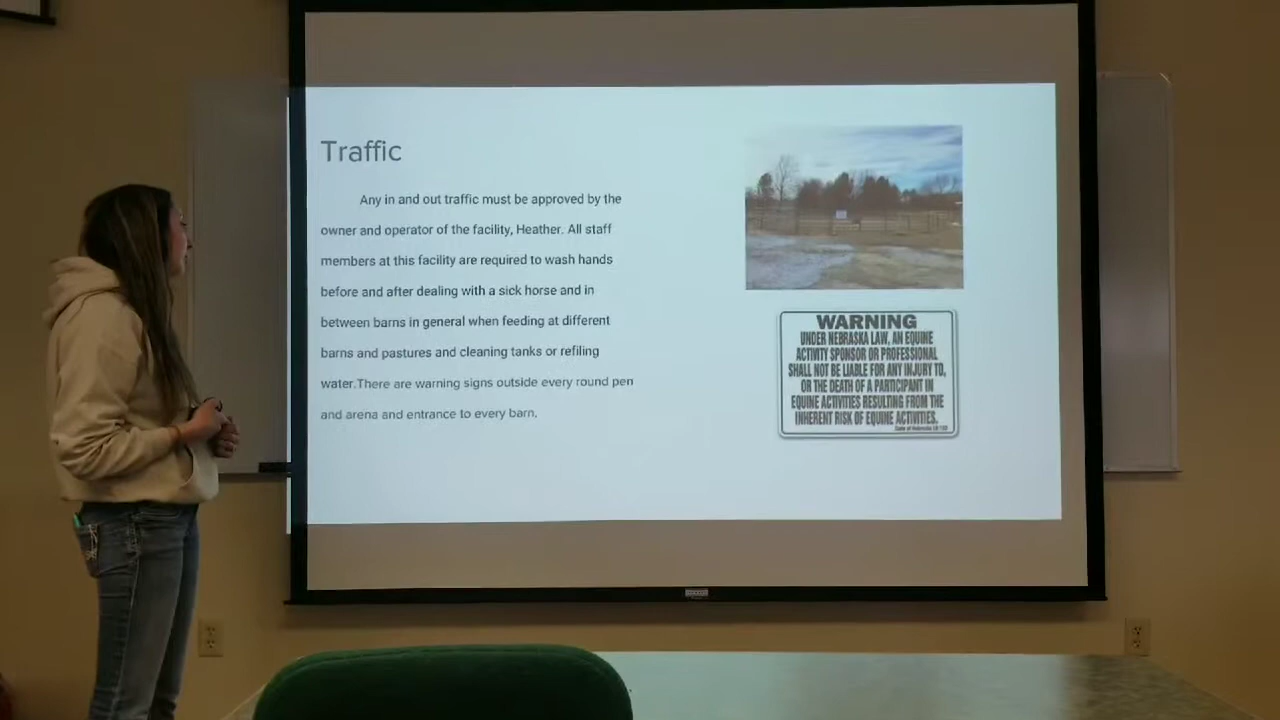 Traffic
Any in and out traffic must be approved by the
owner and operator of the facility, Heather. All staff
members at this facility are required to wash hands
before and after dealing with a sick horse and in
between barns in general when feeding at different
barns and pastures and cleaning tanks or refiling
water.There are warning signs outside every round pen
and arena and entrance to every barn.
WARNING
UNDER NEBRASKA LAW, AN EQUINE
ACTIVITY SPONSOR OR PROFESSIONAL
SHALL NOT BE LIABLE FOR ANY INJURY TO,
OR THE DEATH OF A PARTICIPANT IN
EQUINE ACTIVITIES RESULTING FROM THE
INHERENT RISK OF EQUINE ACTIVITIES.